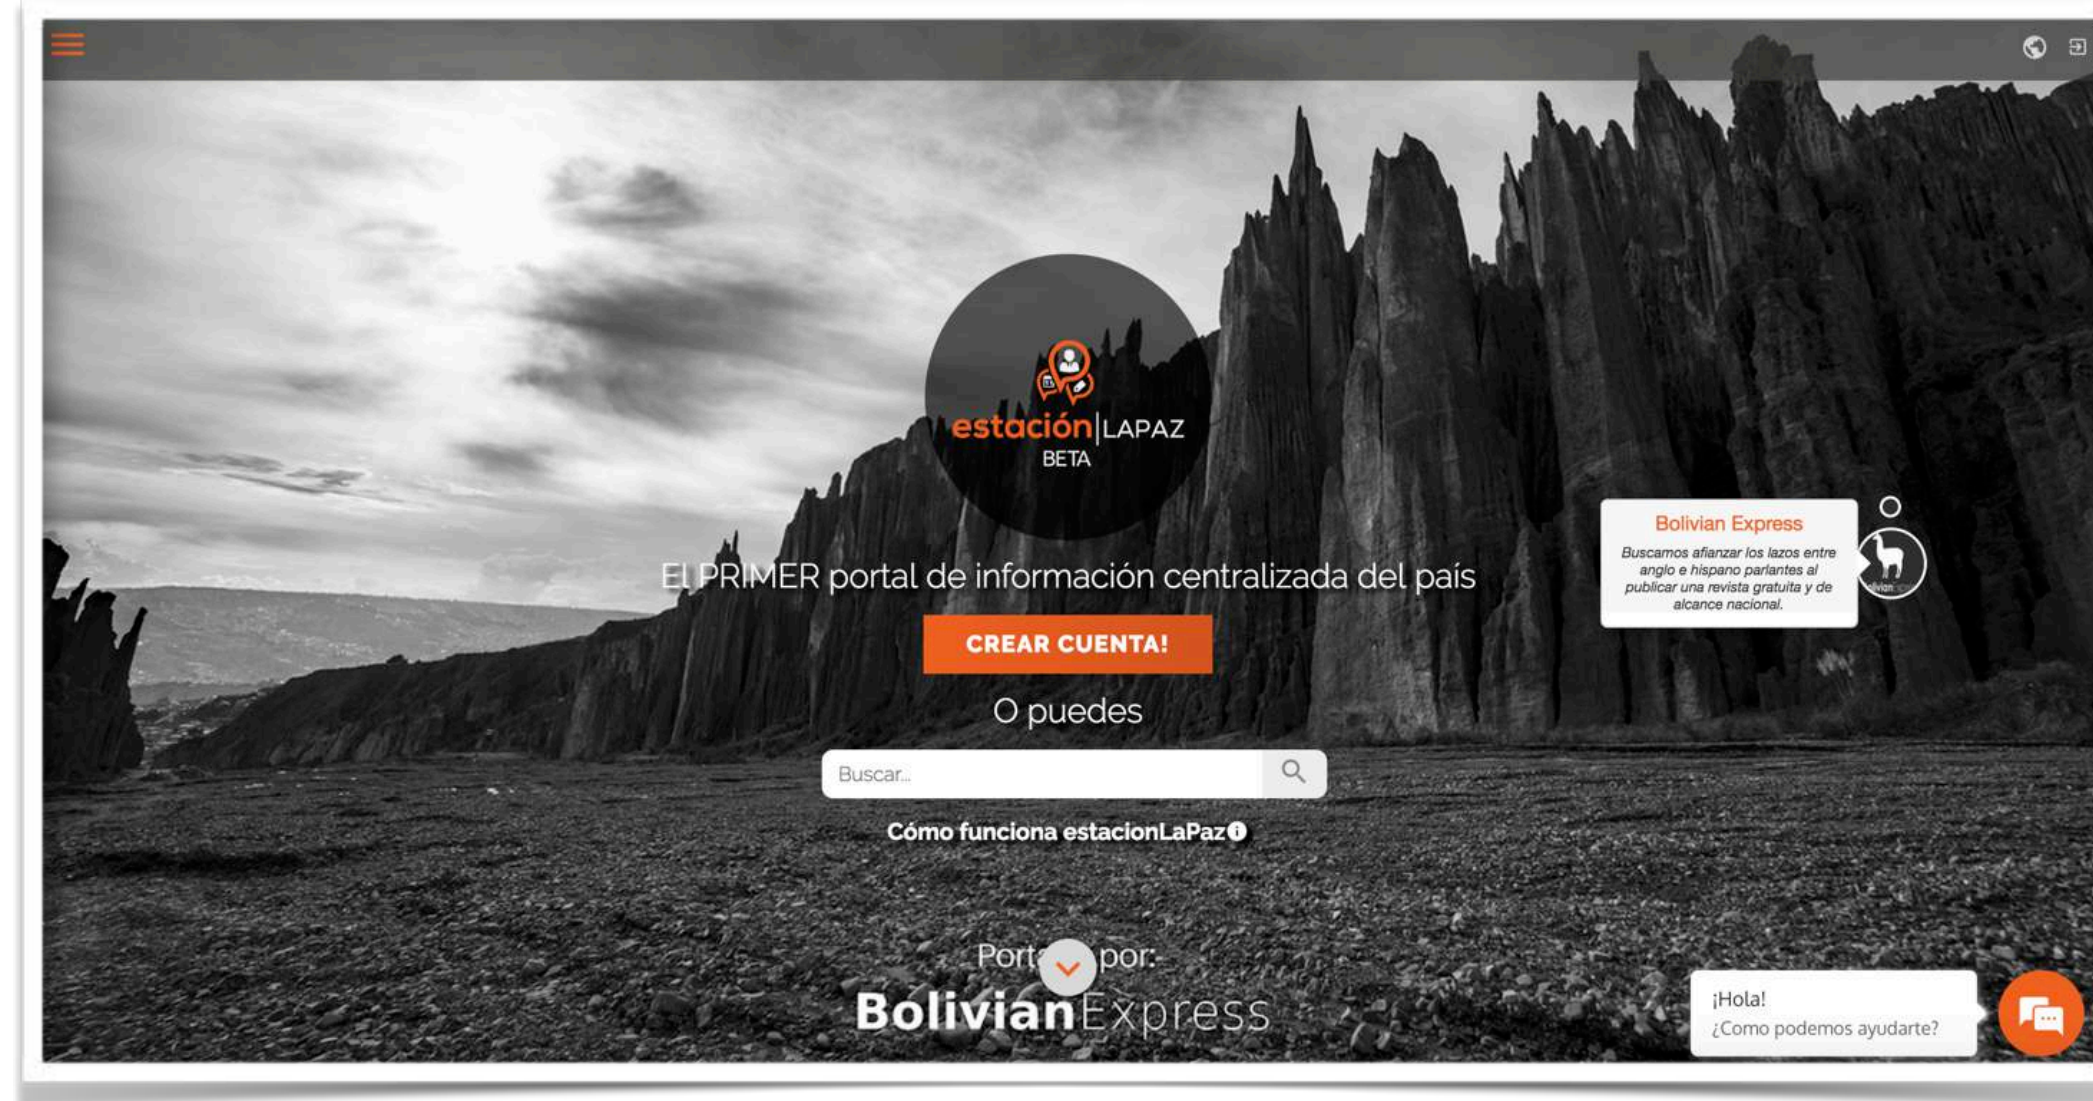 estación|LAPAZ
BETA
El PRIMER portal de información centralizada del país
CREAR CUENTA!
O puedes
Buscar...
Cómo funciona estacionLaPaz
Bolivian Express
Buscamos afianzar los lazos entre
anglo e hispano parlantes al
publicar una revista gratuita y de
alcance nacional.
por:
BolivianExpress
¡Hola!
¿Como podemos ayudarte?